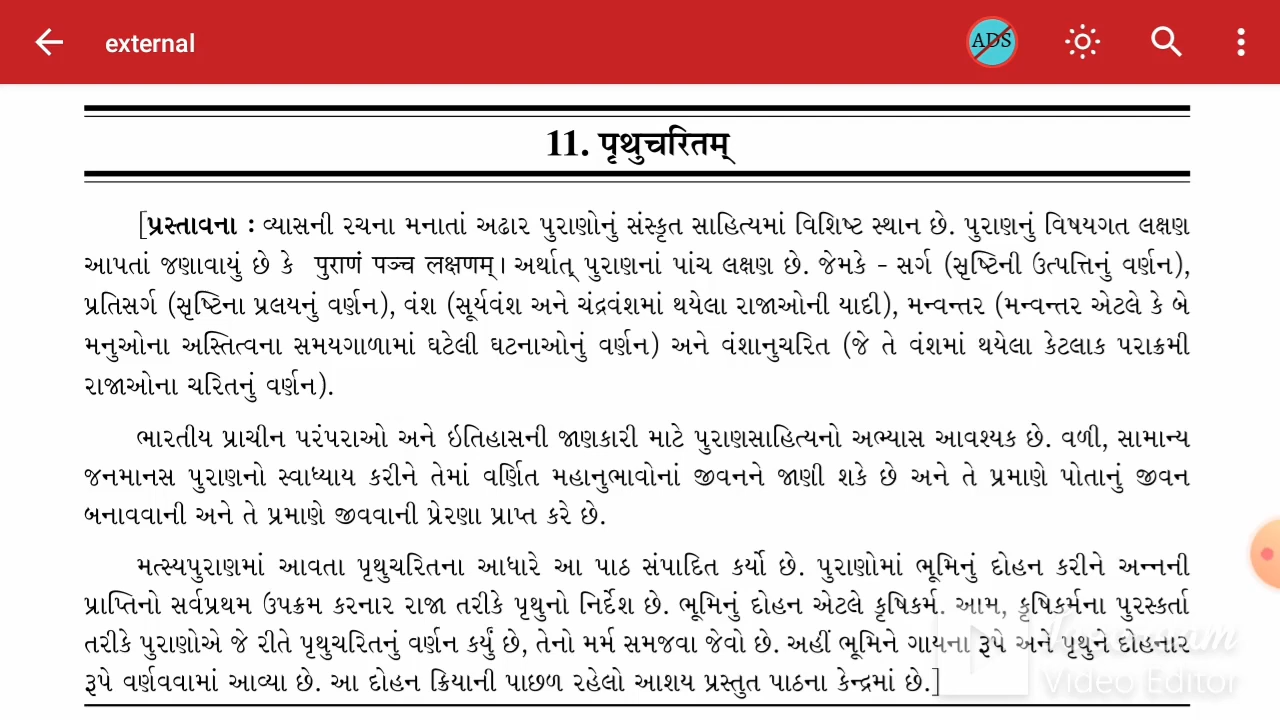 external
ADS
11. पृथुचरितम्
[પ્રસ્તાવના : વ્યાસની રચના મનાતાં અઢાર પુરાણોનું સંસ્કૃત સાહિત્યમાં વિશિષ્ટ સ્થાન છે. પુરાણનું વિષયગત લક્ષણ
આપતાં જણાવાયું છે કે पुराणं पञ्च लक्षणम्। અર્થાત્ પુરાણનાં પાંચ લક્ષણ છે. જેમકે - સર્ગ (સૃષ્ટિની ઉત્પત્તિનું વર્ણન),
પ્રતિસર્ગ (સૃષ્ટિના પ્રલયનું વર્ણન), વંશ (સૂર્યવંશ અને ચંદ્રવંશમાં થયેલા રાજાઓની યાદી), મન્વન્તર (મન્વન્તર એટલે કે બે
મનુઓના અસ્તિત્વના સમયગાળામાં ઘટેલી ઘટનાઓનું વર્ણન) અને વંશાનુચરિત (જે તે વંશમાં થયેલા કેટલાક પરાક્રમી
રાજાઓના ચરિતનું વર્ણન).
ભારતીય પ્રાચીન પરંપરાઓ અને ઇતિહાસની જાણકારી માટે પુરાણસાહિત્યનો અભ્યાસ આવશ્યક છે. વળી, સામાન્ય
જનમાનસ પુરાણનો સ્વાધ્યાય કરીને તેમાં વર્ણિત મહાનુભાવોનાં જીવનને જાણી શકે છે અને તે પ્રમાણે પોતાનું જીવન
બનાવવાની અને તે પ્રમાણે જીવવાની પ્રેરણા પ્રાપ્ત કરે છે.
મત્સ્યપુરાણમાં આવતા પૃથુચરિતના આધારે આ પાઠ સંપાદિત કર્યો છે. પુરાણોમાં ભૂમિનું દોહન કરીને અન્નની
પ્રાપ્તિનો સર્વપ્રથમ ઉપક્રમ કરનાર રાજા તરીકે પૃથુનો નિર્દેશ છે. ભૂમિનું દોહન એટલે કૃષિકર્મ. આમ, કૃષિકર્મના પુરસ્કર્તા
તરીકે પુરાણોએ જે રીતે પૃથુચરિતનું વર્ણન કર્યું છે, તેનો મર્મ સમજવા જેવો છે. અહીં ભૂમિને ગાયના રૂપે અને પૃથુને દોહનાર
રૂપે વર્ણવવામાં આવ્યા છે. આ દોહન ક્રિયાની પાછળ રહેલો આશય પ્રસ્તુત પાઠના કેન્દ્રમાં છે.]
Video Editor